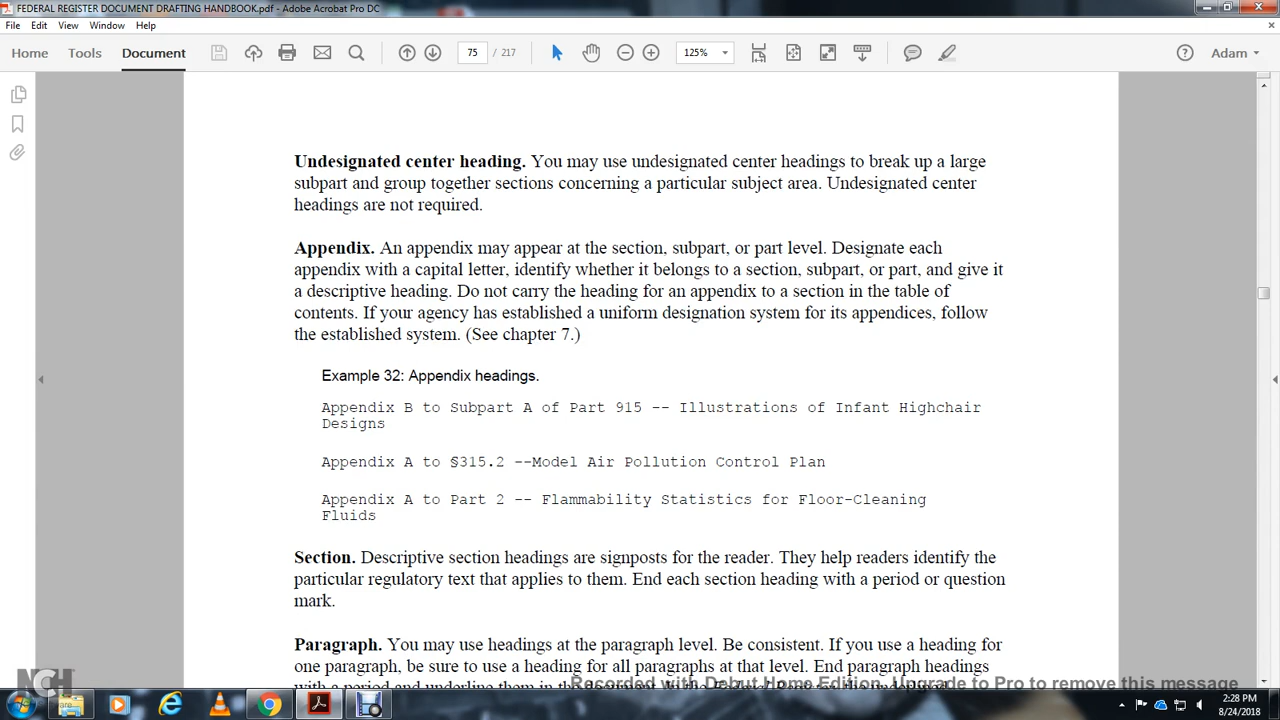 FEDERAL REGISTER DOCUMENT DRAFTING HANDBOOK.pdf - Adobe Acrobat Pro DC
File Edit View Window Help
Home Tools Document 75 / 217 125% Adam
Undesignated center heading. You may use undesignated center headings to break up a large
subpart and group together sections concerning a particular subject area. Undesignated center
headings are not required.
Appendix. An appendix may appear at the section, subpart, or part level. Designate each
appendix with a capital letter, identify whether it belongs to a section, subpart, or part, and give it
a descriptive heading. Do not carry the heading for an appendix to a section in the table of
contents. If your agency has established a uniform designation system for its appendices, follow
the established system. (See chapter 7.)
Example 32: Appendix headings.
Appendix B to Subpart A of Part 915 -- Illustrations of Infant Highchair
Designs
Appendix A to §315.2 --Model Air Pollution Control Plan
Appendix A to Part 2 -- Flammability Statistics for Floor-Cleaning
Fluids
Section. Descriptive section headings are signposts for the reader. They help readers identify the
particular regulatory text that applies to them. End each section heading with a period or question
mark.
Paragraph. You may use headings at the paragraph level. Be consistent. If you use a heading for
one paragraph, be sure to use a heading for all paragraphs at that level. End paragraph headings
with a period and underline them in the
Recorded with Debut Home Edition. Upgrade to Pro to remove this message
NCH
2:28 PM
8/24/2018